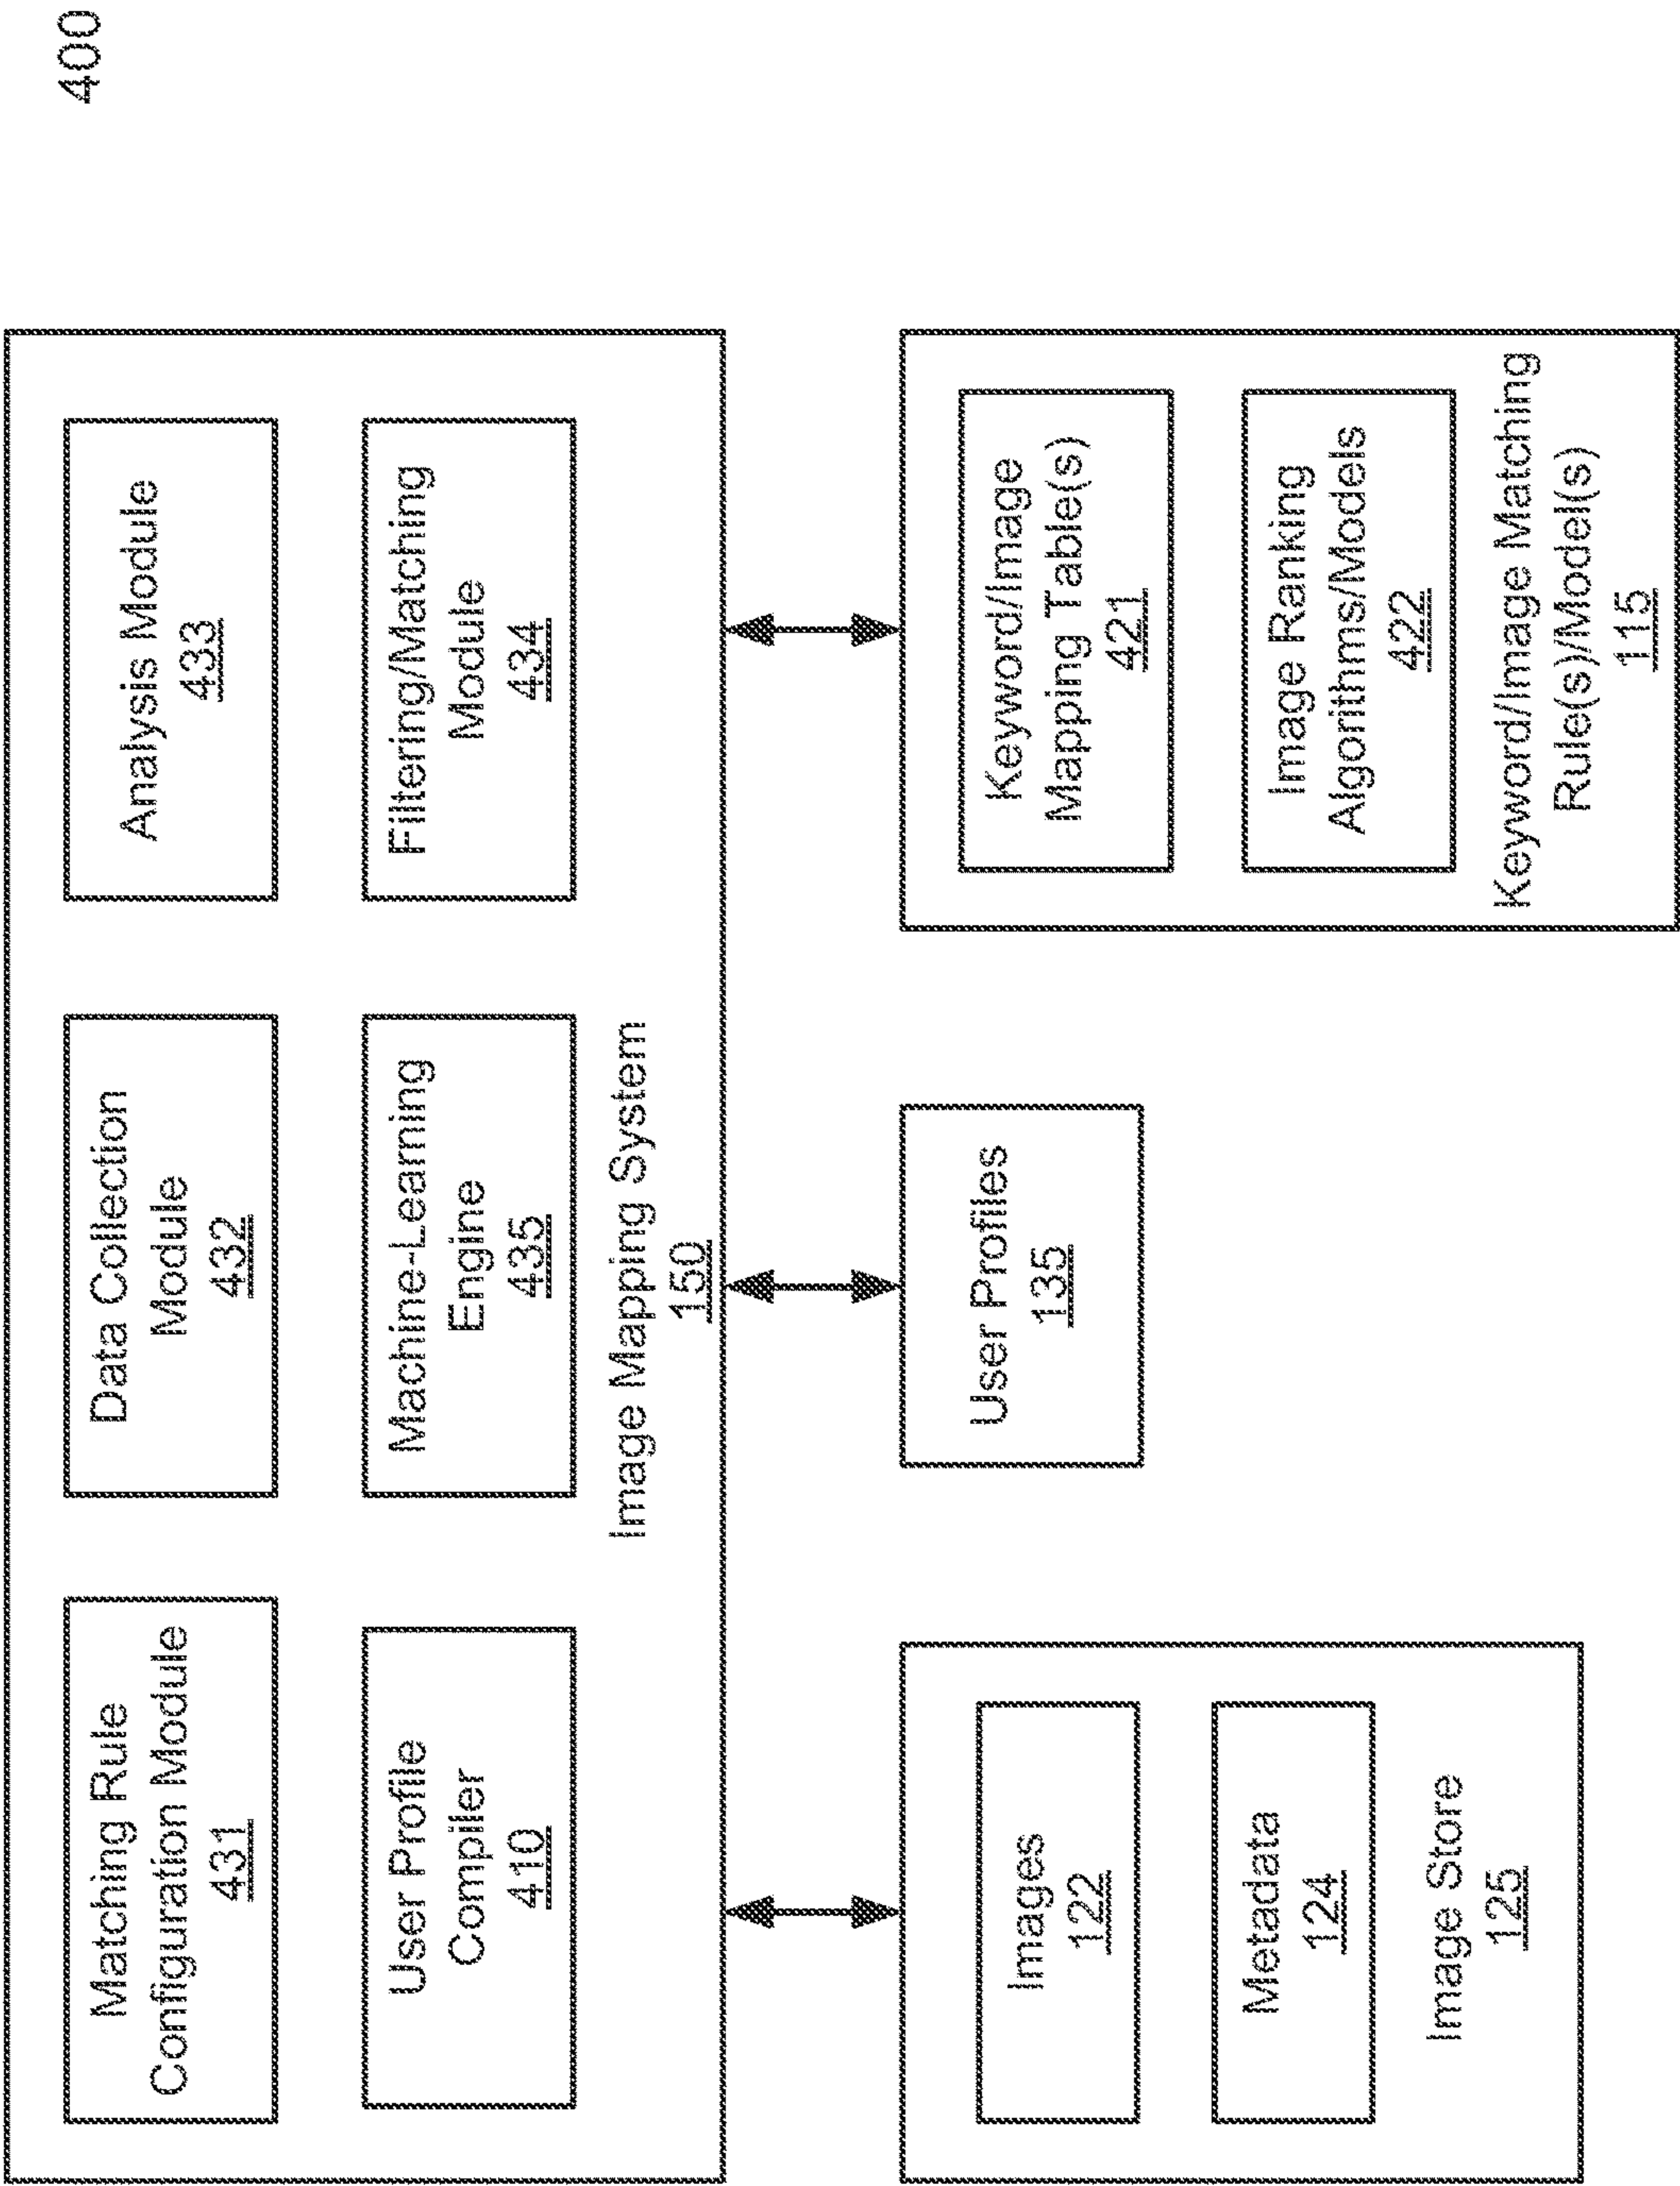 400
Matching Rule
Configuration Module
431
Data Collection
Module
432
Analysis Module
433
User Profile
Compiler
410
Machine-Learning
Engine
435
Filtering/Matching
Module
434
Image Mapping System
150
Images
122
Metadata
124
Image Store
125
User Profiles
135
Keyword/Image
Mapping Table(s)
421
Image Ranking
Algorithms/Models
422
Keyword/Image Matching
Rule(s)/Model(s)
115